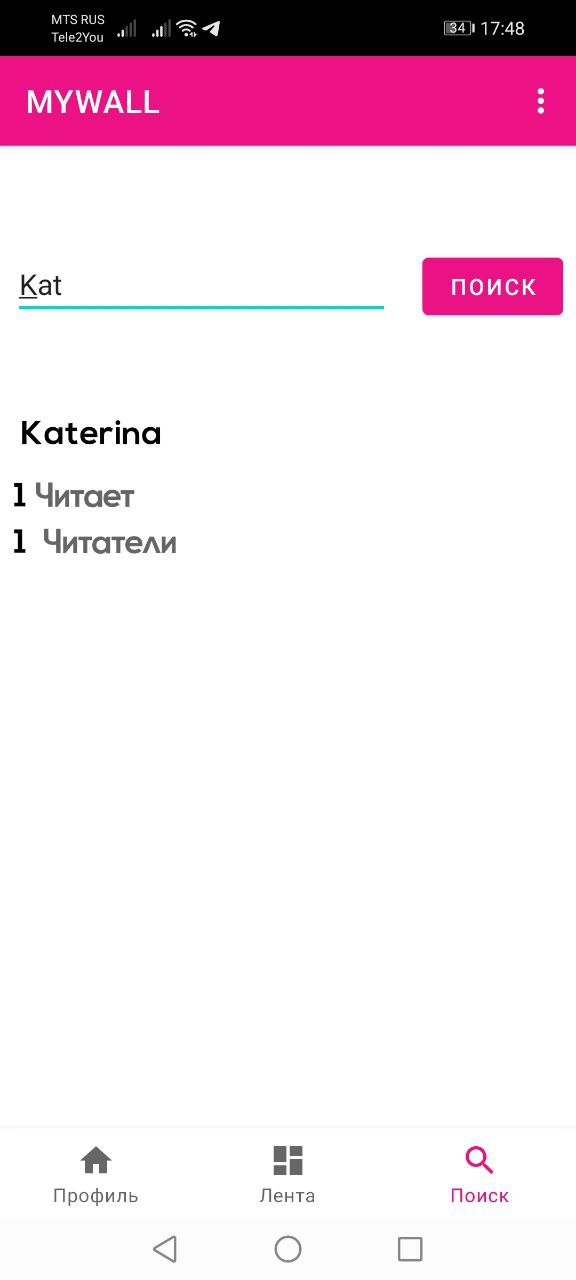 MTS RUS
Tele2You
34 17:48
MYWALL
Kat
ПОИСК
Katerina
1 Читает
1 Читатели
Профиль Лента Поиск